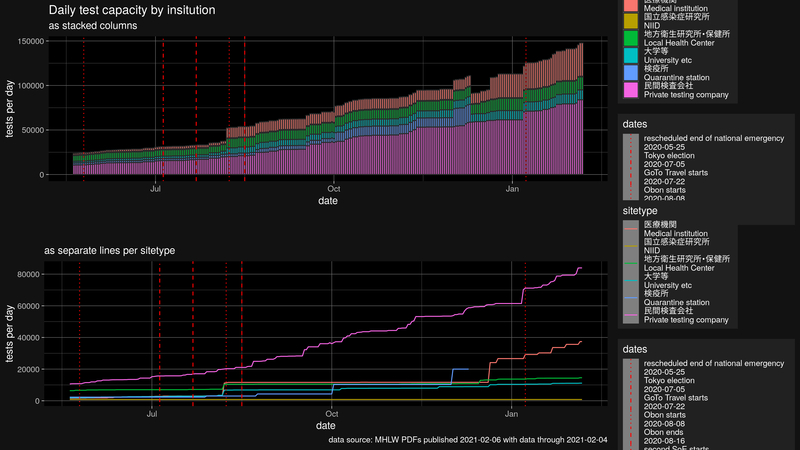 Daily test capacity by insitution
as stacked columns
150000
100000
50000
0
tests per day
Jul
Oct
Jan
date
医療機関
Medical institution
国立感染症研究所
NIID
地方衛生研究所・保健所
Local Health Center
大学等
University etc
検疫所
Quarantine station
民間検査会社
Private testing company
dates
rescheduled end of national emergency
2020-05-25
Tokyo election
2020-07-05
GoTo Travel starts
2020-07-22
Obon starts
2020-08-08
as separate lines per sitetype
80000
60000
40000
20000
0
tests per day
Jul
Oct
Jan
date
data source: MHLW PDFs published 2021-02-06 with data through 2021-02-04
sitetype
医療機関
Medical institution
国立感染症研究所
NIID
地方衛生研究所・保健所
Local Health Center
大学等
University etc
検疫所
Quarantine station
民間検査会社
Private testing company
dates
rescheduled end of national emergency
2020-05-25
Tokyo election
2020-07-05
GoTo Travel starts
2020-07-22
Obon starts
2020-08-08
Obon ends
2020-08-16
second SoE starts